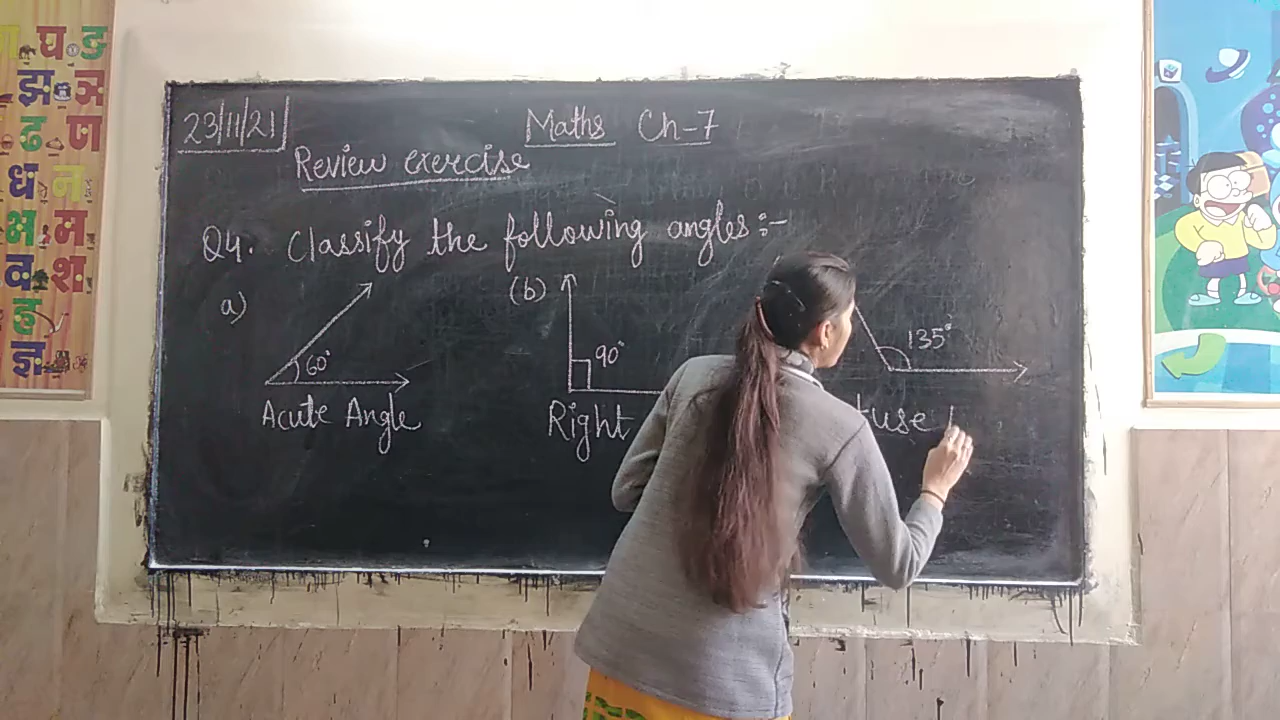 23/11/21
Maths Ch-7
Review exercise
Q4. Classify the following angles:-
a)
60°
Acute Angle
(b)
90°
Right
135°
tuse
घ ङ
झ ञ
ढ ण
ध न
भ म
व श
ज्ञ